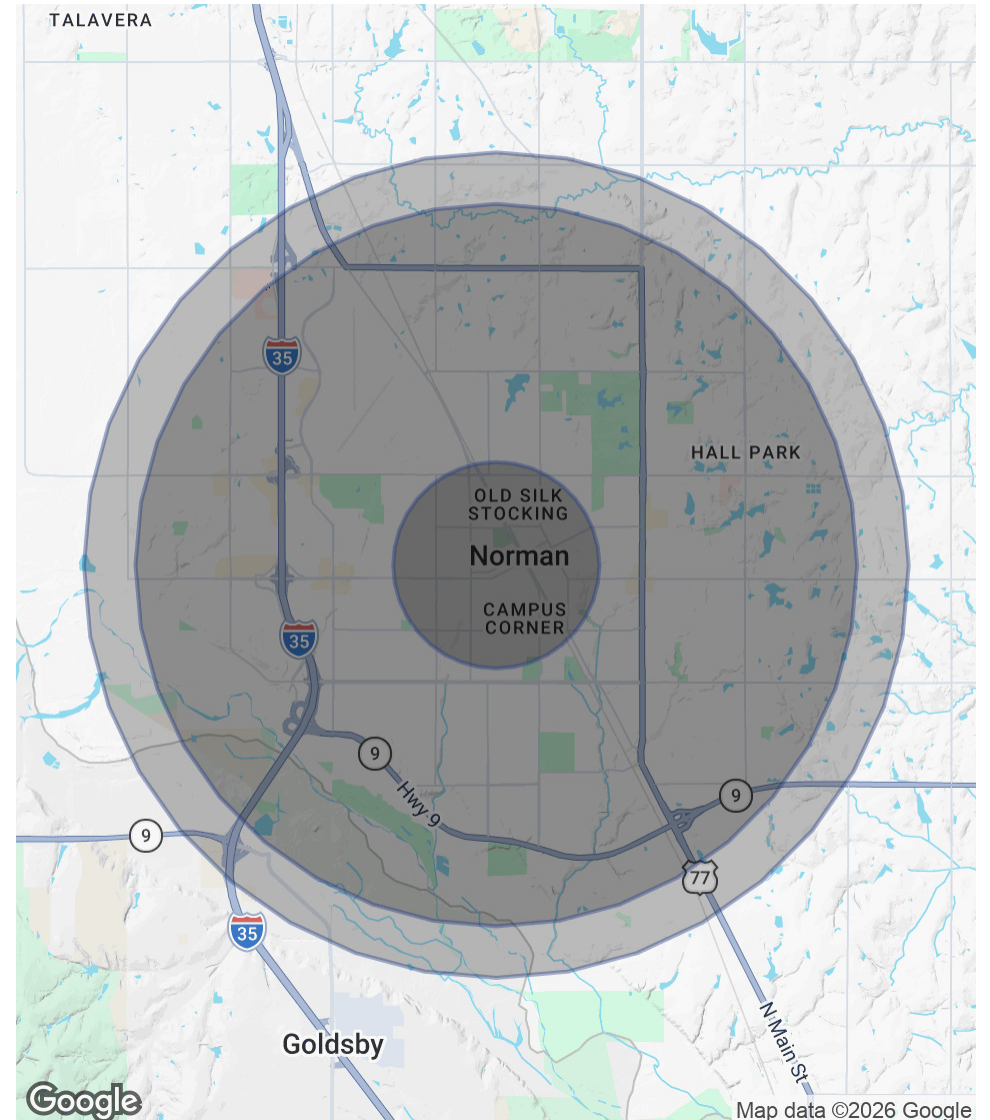 TALAVERA
35
HALL PARK
OLD SILK
STOCKING
Norman
CAMPUS
CORNER
35
9
Hwy 9
9
9
77
35
N Main St
Goldsby
Google
Map data ©2026 Google